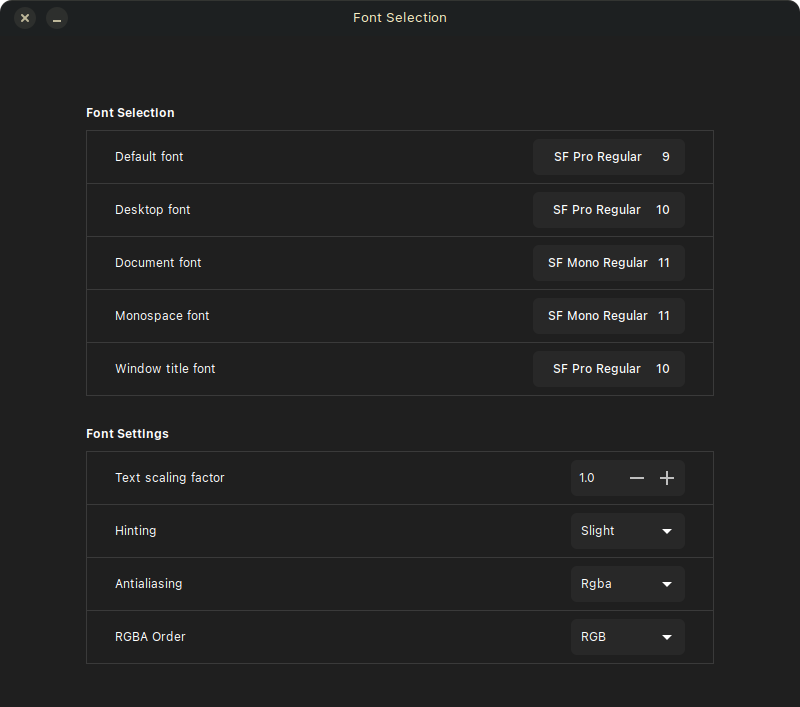 Font Selection
Font Selection
Default font SF Pro Regular 9
Desktop font SF Pro Regular 10
Document font SF Mono Regular 11
Monospace font SF Mono Regular 11
Window title font SF Pro Regular 10
Font Settings
Text scaling factor 1.0
Hinting Slight
Antialiasing Rgba
RGBA Order RGB